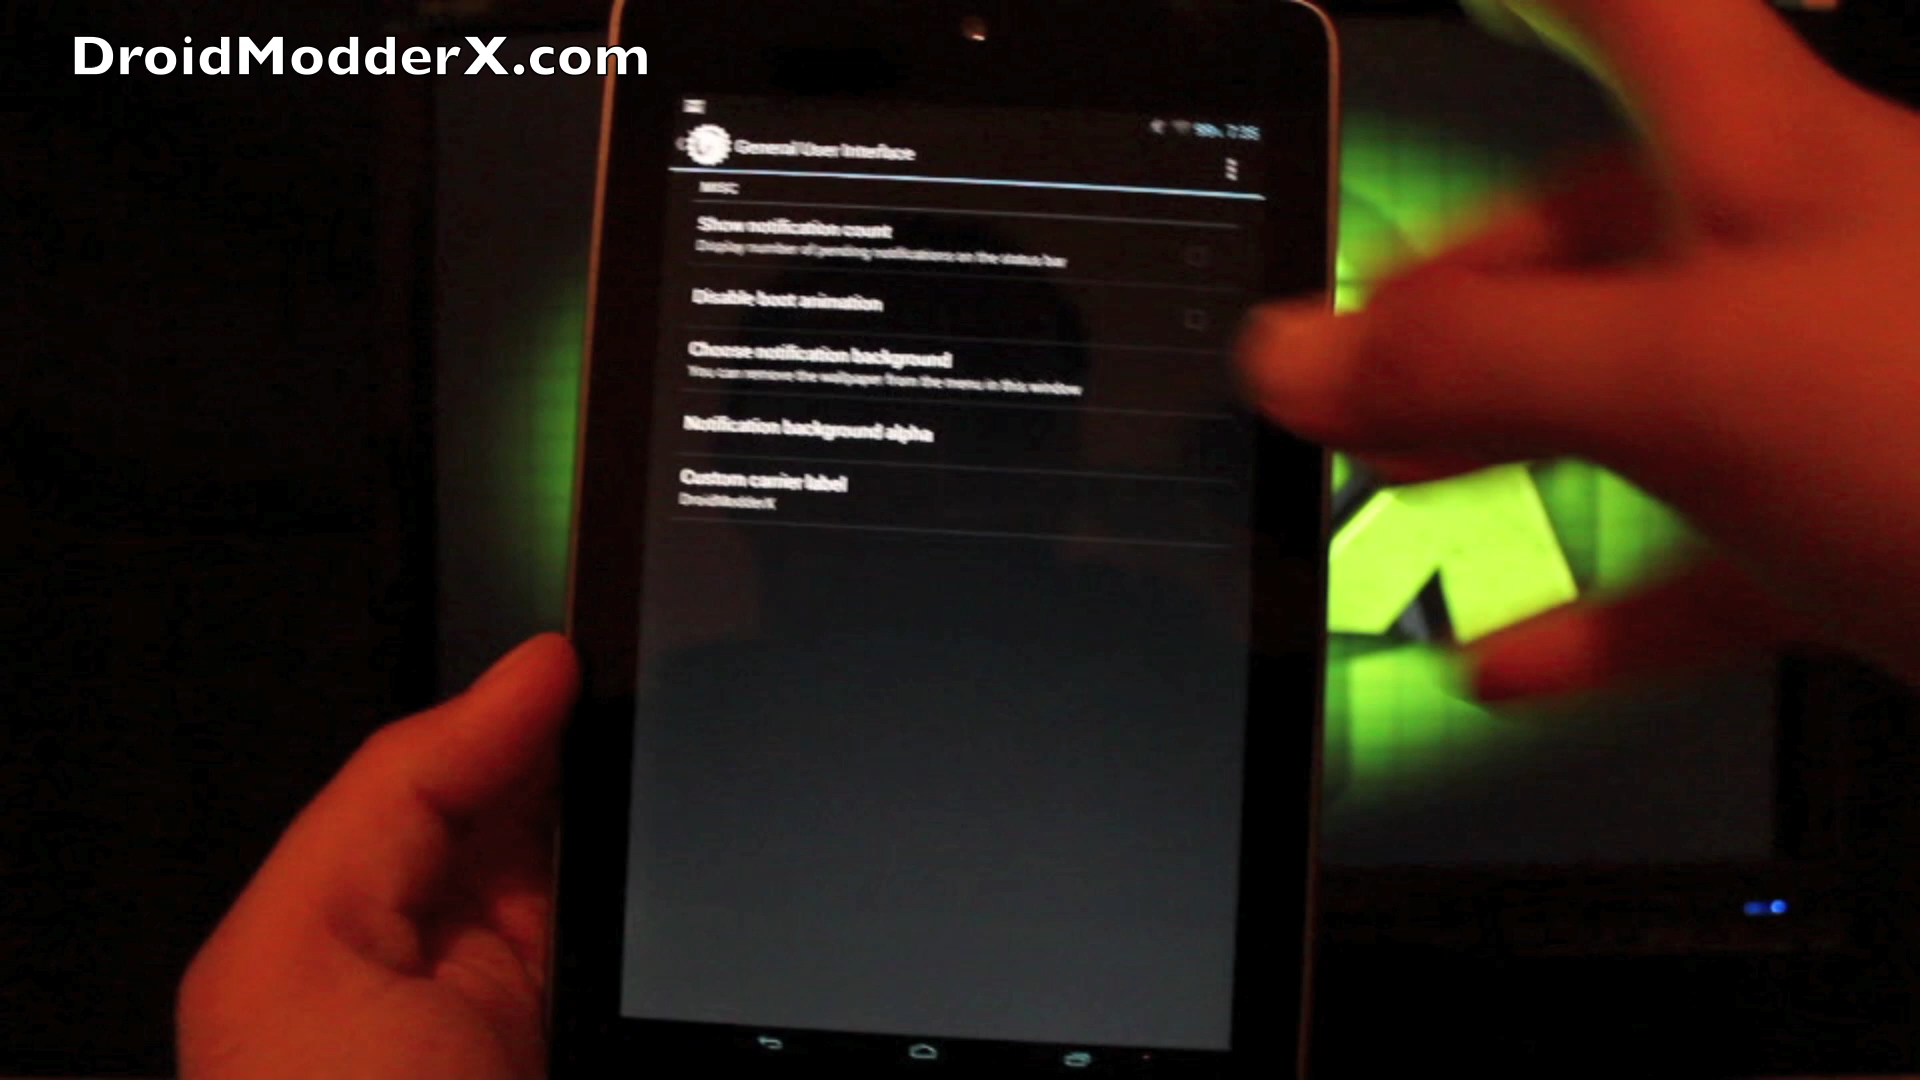 DroidModderX.com
General User Interface
MISC
Show notification count
Display number of pending notifications on the status bar
Disable boot animation
Choose notification background
You can remove the wallpaper from the menu in this window
Notification background alpha
Custom carrier label
DroidModderX